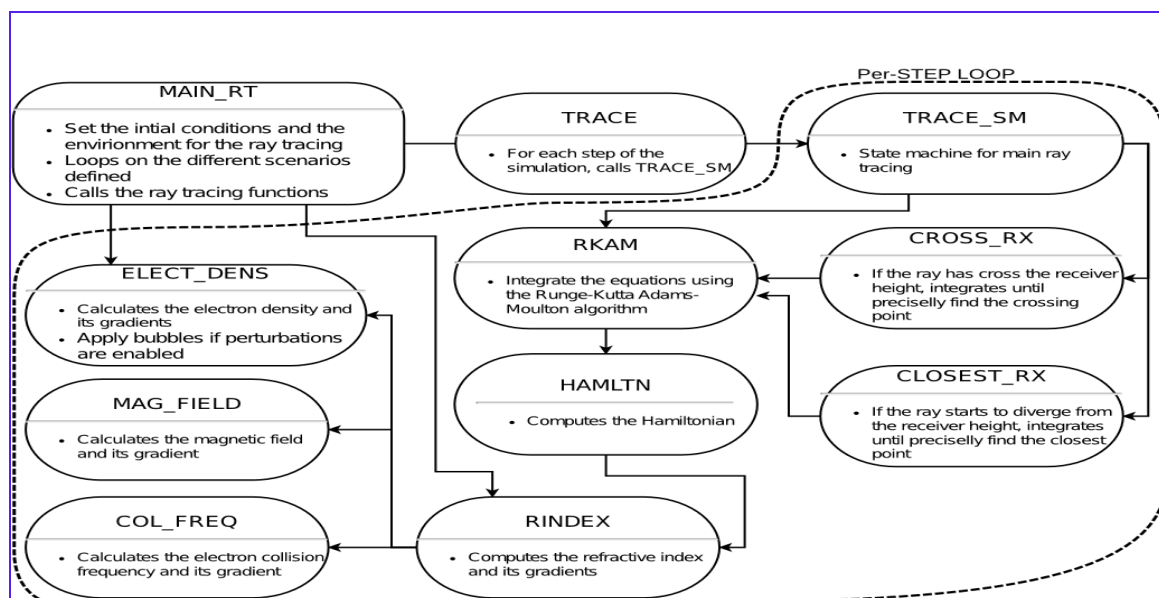 Per-STEP LOOP
MAIN_RT
• Set the intial conditions and the
envirionment for the ray tracing
• Loops on the different scenarios
defined
• Calls the ray tracing functions
TRACE
• For each step of the
simulation, calls TRACE_SM
TRACE_SM
• State machine for main ray
tracing
ELECT_DENS
• Calculates the electron density and
its gradients
• Apply bubbles if perturbations
are enabled
RKAM
• Integrate the equations using
the Runge-Kutta Adams-
Moulton algorithm
CROSS_RX
• If the ray has cross the receiver
height, integrates until
preciselly find the crossing
point
MAG_FIELD
• Calculates the magnetic field
and its gradient
HAMLTN
• Computes the Hamiltonian
CLOSEST_RX
• If the ray starts to diverge from
the receiver height, integrates
until preciselly find the closest
point
COL_FREQ
• Calculates the electron collision
frequency and its gradient
RINDEX
• Computes the refractive index
and its gradients